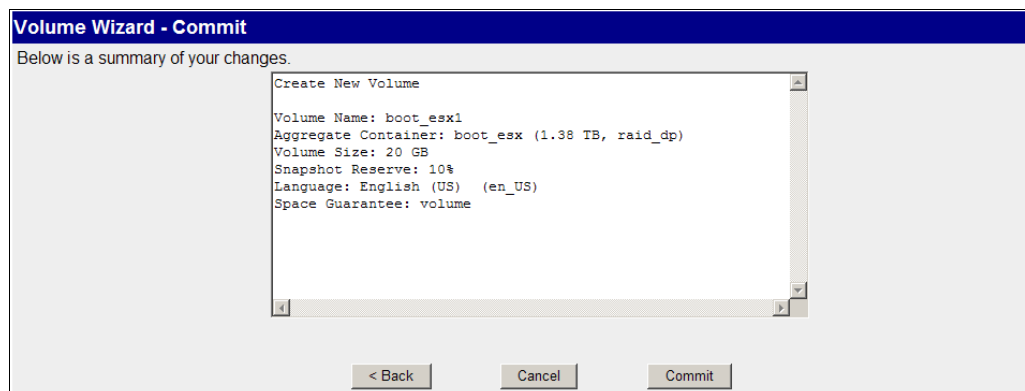 Volume Wizard - Commit
Below is a summary of your changes.
Create New Volume
Volume Name: boot_esx1
Aggregate Container: boot_esx (1.38 TB, raid_dp)
Volume Size: 20 GB
Snapshot Reserve: 10%
Language: English (US)  (en_US)
Space Guarantee: volume
< Back
Cancel
Commit